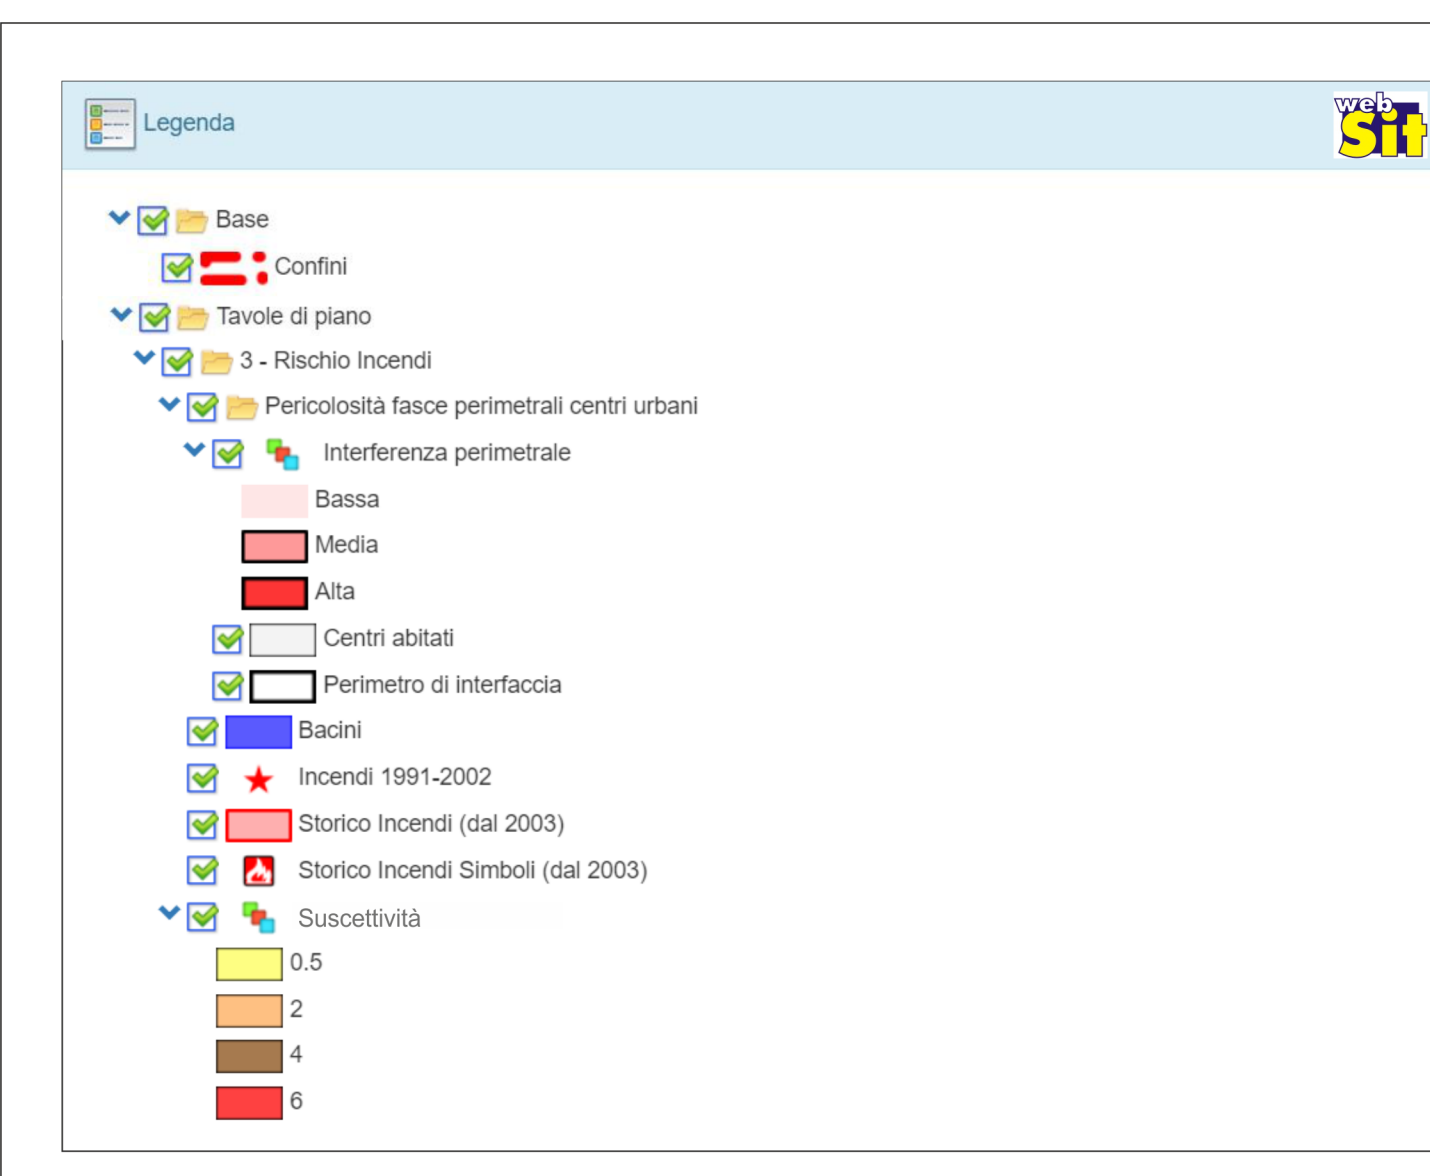 Legenda
web
Sit
Base
Confini
Tavole di piano
3 - Rischio Incendi
Pericolosità fasce perimetrali centri urbani
Interferenza perimetrale
Bassa
Media
Alta
Centri abitati
Perimetro di interfaccia
Bacini
Incendi 1991-2002
Storico Incendi (dal 2003)
Storico Incendi Simboli (dal 2003)
Suscettività
0.5
2
4
6